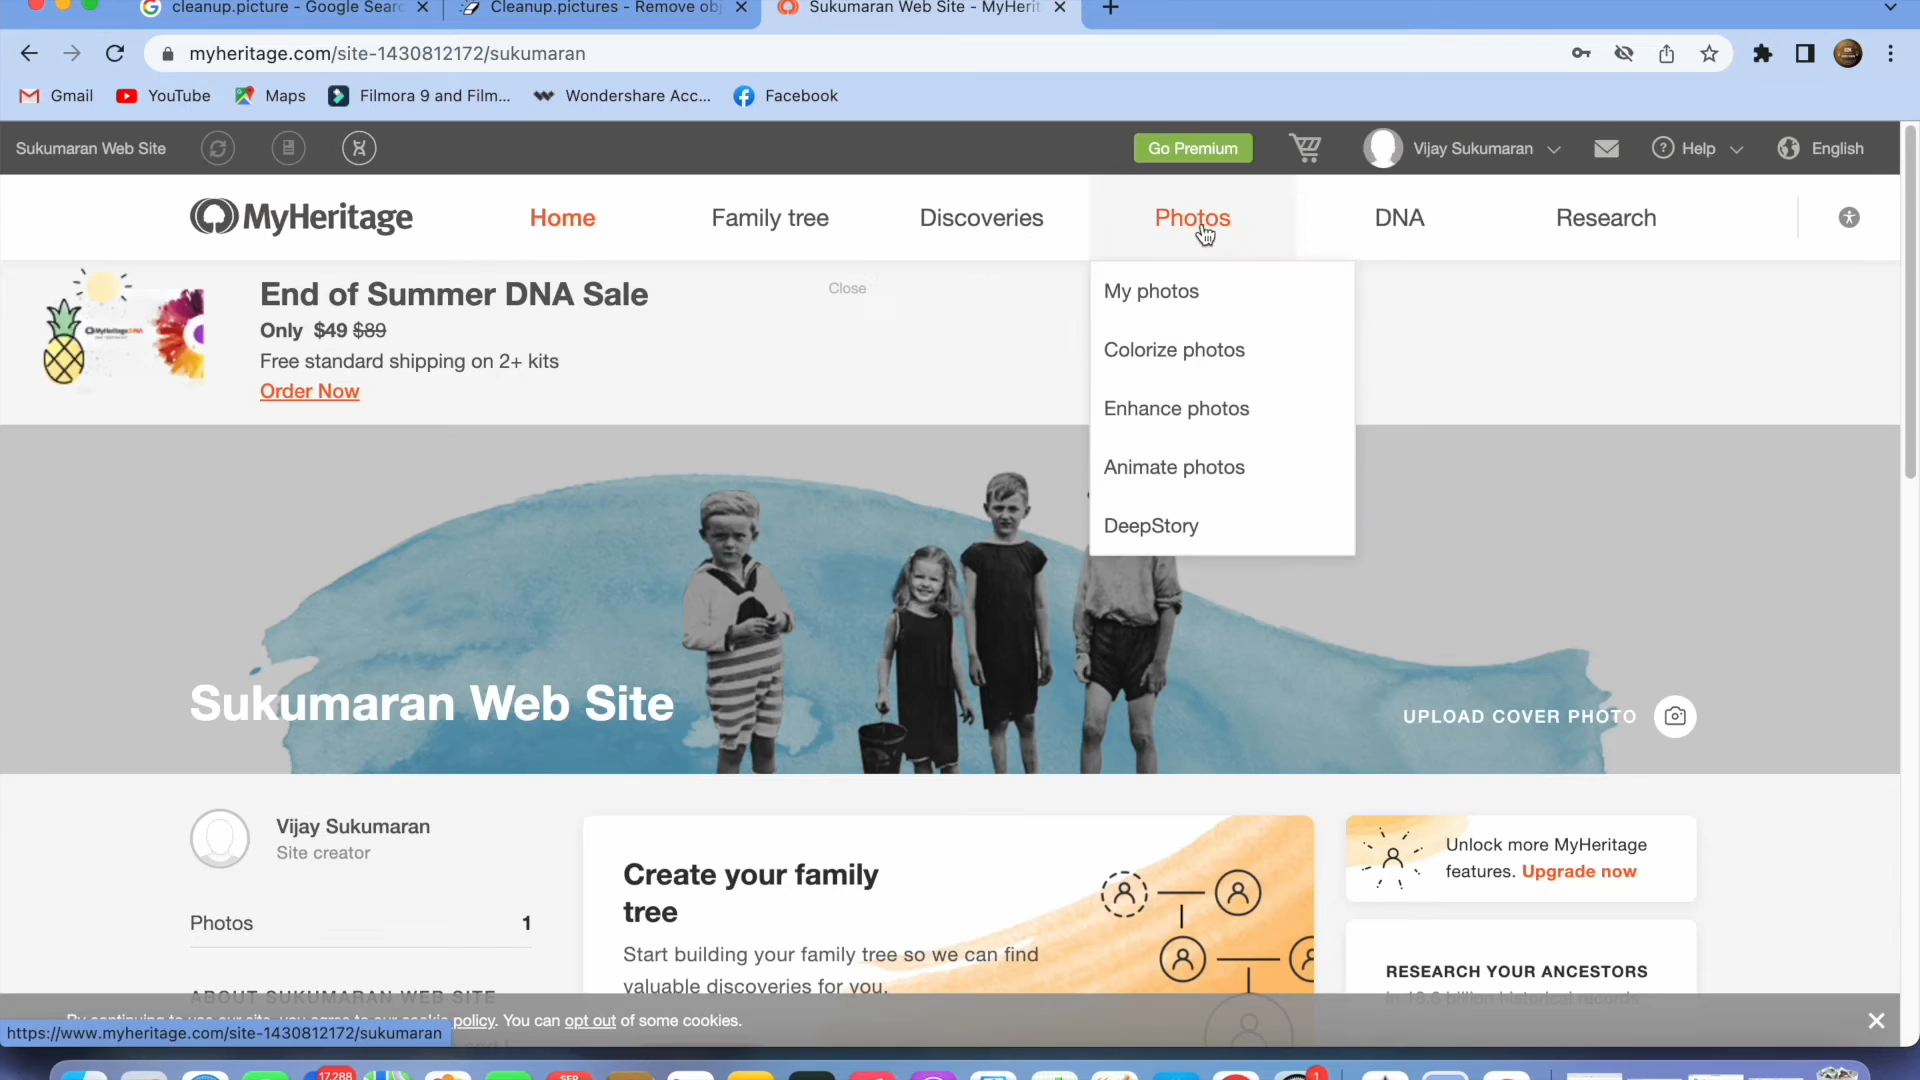 cleanup.picture - Google Searc
Cleanup.pictures - Remove obj
Sukumaran Web Site - MyHerit
myheritage.com/site-1430812172/sukumaran
Gmail
YouTube
Maps
Filmora 9 and Film...
Wondershare Acc...
Facebook
Sukumaran Web Site
Go Premium
Vijay Sukumaran
Help
English
MyHeritage
Home
Family tree
Discoveries
Photos
DNA
Research
End of Summer DNA Sale
Only $49 $89
Free standard shipping on 2+ kits
Order Now
Close
My photos
Colorize photos
Enhance photos
Animate photos
DeepStory
Sukumaran Web Site
UPLOAD COVER PHOTO
Vijay Sukumaran
Site creator
Photos 1
ABOUT SUKUMARAN WEB SITE
Create your family
tree
Start building your family tree so we can find
valuable discoveries for you.
Unlock more MyHeritage
features. Upgrade now
RESEARCH YOUR ANCESTORS
policy. You can opt out of some cookies.
https://www.myheritage.com/site-1430812172/sukumaran
17,288
SEP
1